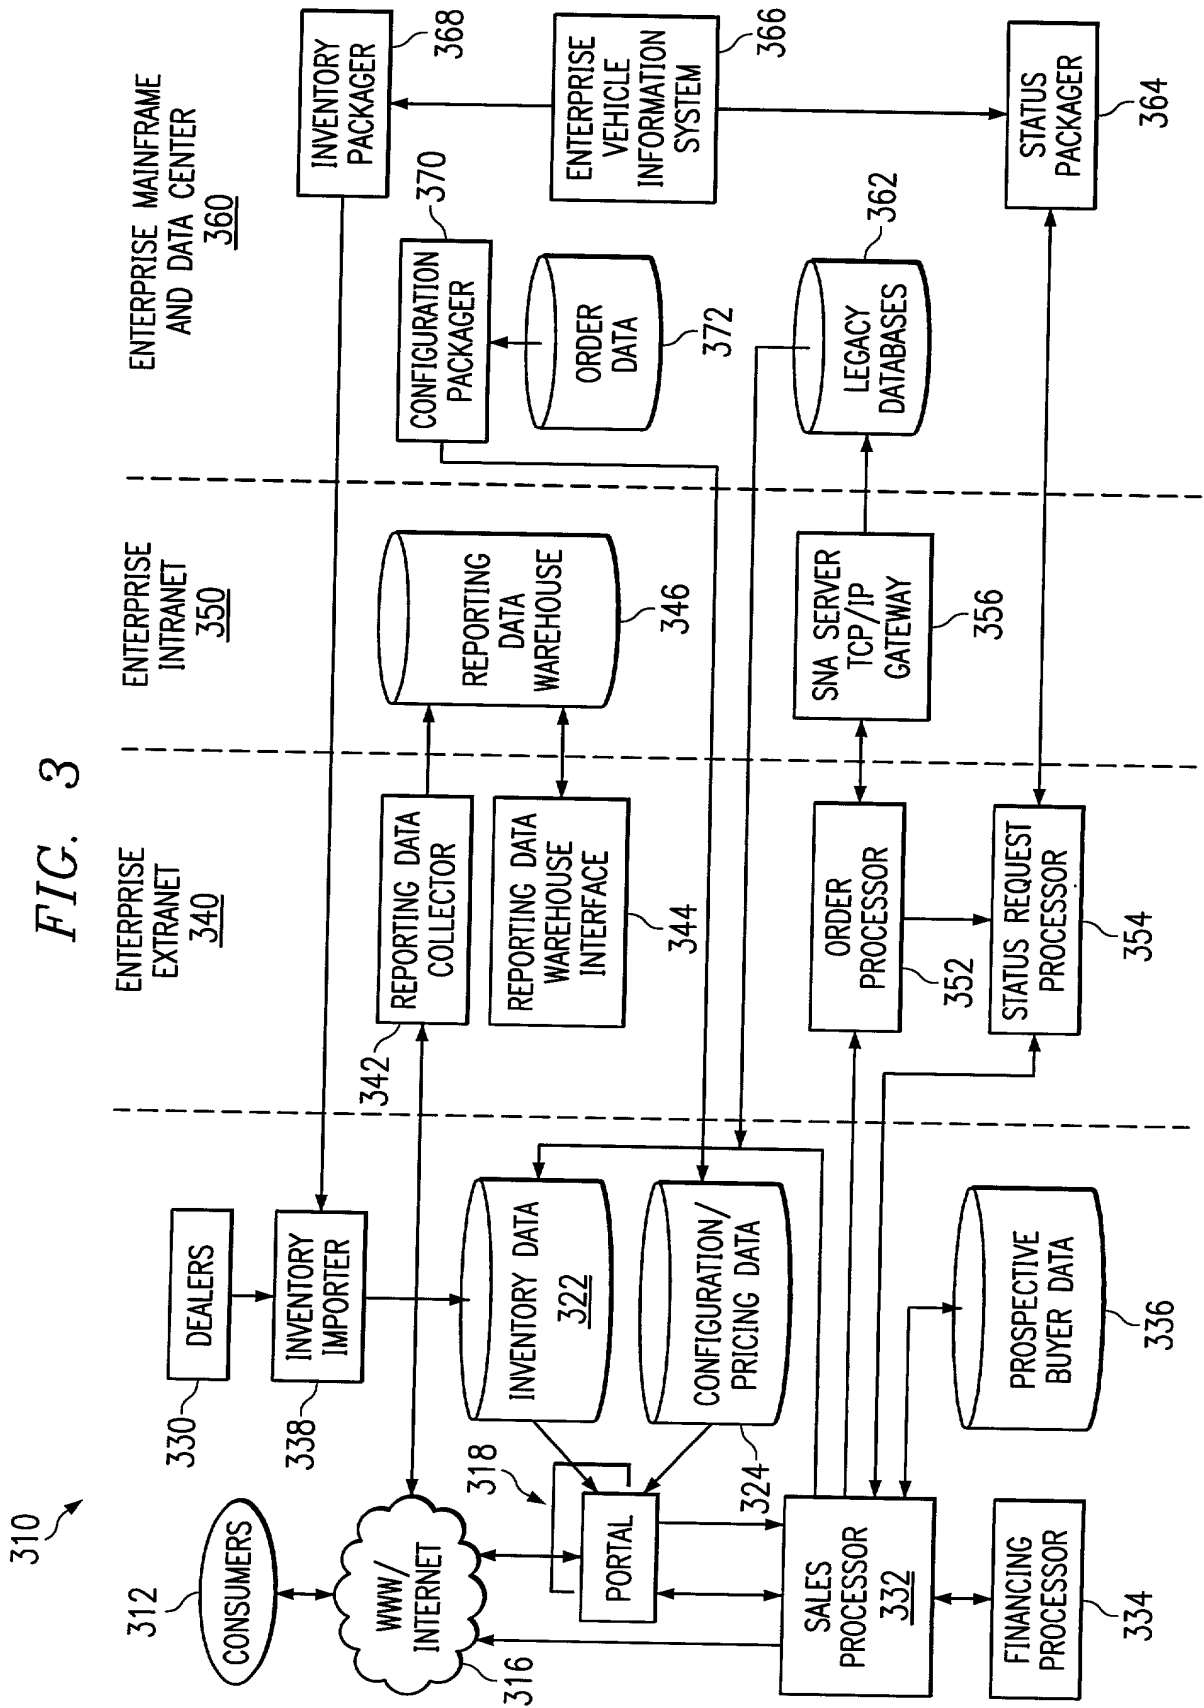 FIG. 3
310
312
CONSUMERS
WWW/
INTERNET
316
318
PORTAL
SALES
PROCESSOR
332
FINANCING
PROCESSOR
334
330
DEALERS
338
INVENTORY
IMPORTER
INVENTORY DATA
322
CONFIGURATION/
PRICING DATA
324
PROSPECTIVE
BUYER DATA
336
ENTERPRISE
EXTRANET
340
342
REPORTING DATA
COLLECTOR
REPORTING DATA
WAREHOUSE
INTERFACE
344
ORDER
PROCESSOR
352
STATUS REQUEST
PROCESSOR
354
ENTERPRISE
INTRANET
350
REPORTING
DATA
WAREHOUSE
346
SNA SERVER
TCP/IP
GATEWAY
356
ENTERPRISE MAINFRAME
AND DATA CENTER
360
INVENTORY
PACKAGER
368
CONFIGURATION
PACKAGER
370
ORDER
DATA
372
ENTERPRISE
VEHICLE
INFORMATION
SYSTEM
366
LEGACY
DATABASES
362
STATUS
PACKAGER
364